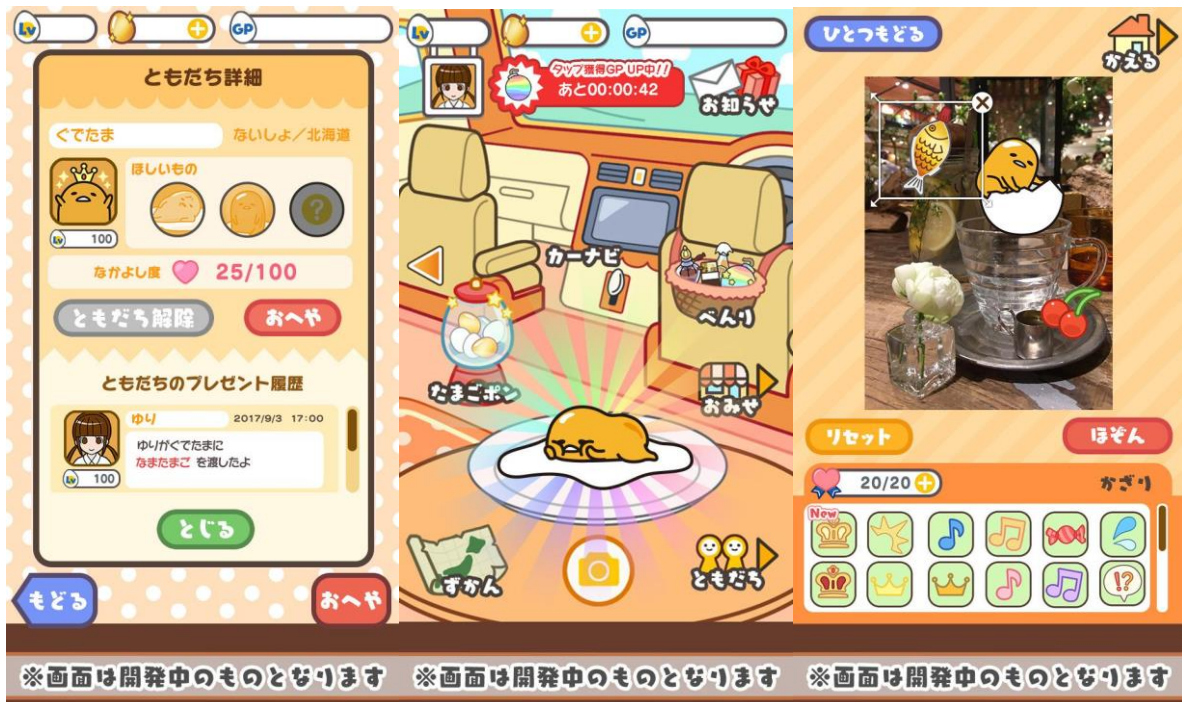 Lv
GP
ともだち詳細
ぐでたま
ないしょ/北海道
ほしいもの
?
Lv 100
なかよし度 25/100
ともだち解除
おへや
ともだちのプレゼント履歴
ゆり 2017/9/3 17:00
ゆりがぐでたまに
なまたまご を渡したよ
Lv 100
とじる
もどる
おへや
※画面は開発中のものとなります
Lv
GP
タップ獲得GP UP中!!
あと00:00:42
お知らせ
カーナビ
べんり
たまごポン
おみせ
ずかん
ともだち
※画面は開発中のものとなります
ひとつもどる
かえる
リセット
ほぞん
20/20
かざり
New
!?
※画面は開発中のものとなります